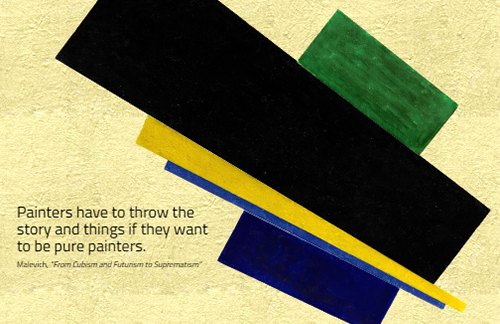 Painters have to throw the
story and things if they want
to be pure painters.
Malevich, "From Cubism and Futurism to Suprematism"